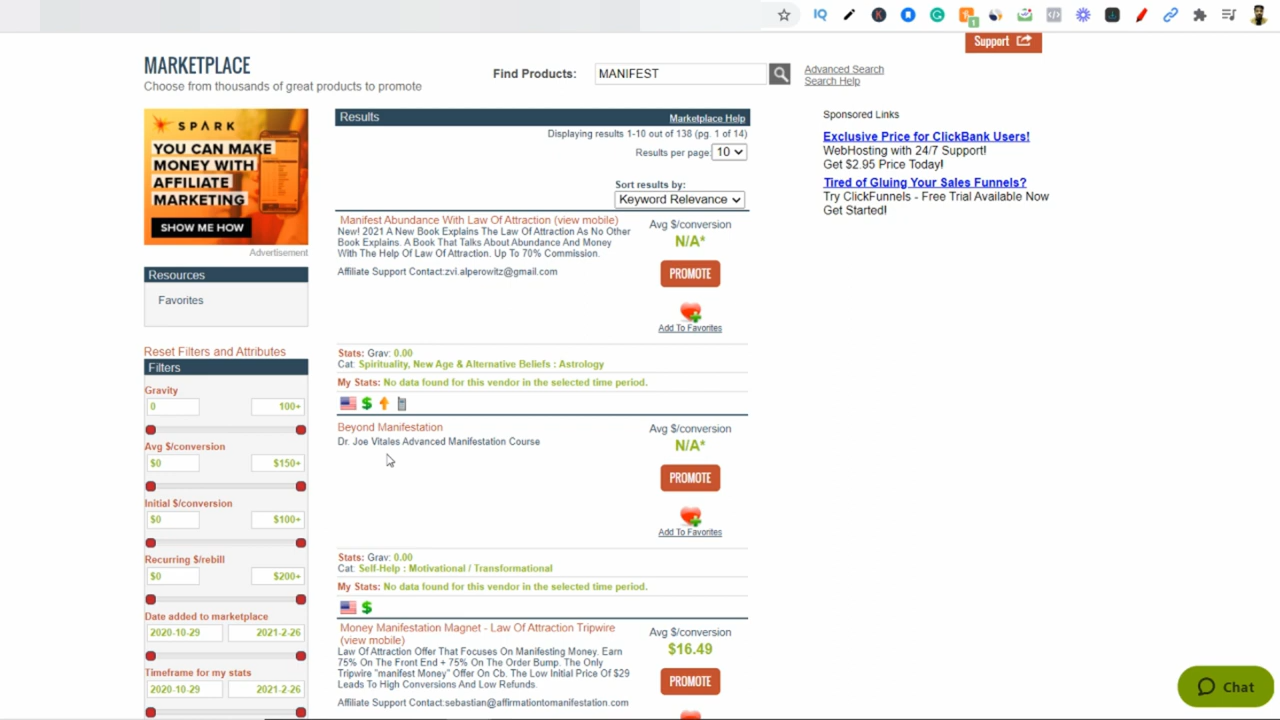 Support
MARKETPLACE
Choose from thousands of great products to promote
Find Products:
MANIFEST
Advanced Search
Search Help
SPARK
YOU CAN MAKE
MONEY WITH
AFFILIATE
MARKETING
SHOW ME HOW
Advertisement
Resources
Favorites
Reset Filters and Attributes
Filters
Gravity
0 100+
Avg $/conversion
$0 $150+
Initial $/conversion
$0 $100+
Recurring $/rebill
$0 $200+
Date added to marketplace
2020-10-29 2021-2-26
Timeframe for my stats
2020-10-29 2021-2-26
Results Marketplace Help
Displaying results 1-10 out of 138 (pg. 1 of 14)
Results per page: 10
Sort results by:
Keyword Relevance
Manifest Abundance With Law Of Attraction (view mobile)
New! 2021 A New Book Explains The Law Of Attraction As No Other
Book Explains. A Book That Talks About Abundance And Money
With The Help Of Law Of Attraction. Up To 70% Commission.
Affiliate Support Contact:zvi.alperowitz@gmail.com
Avg $/conversion
N/A*
PROMOTE
Add To Favorites
Stats: Grav: 0.00
Cat: Spirituality, New Age & Alternative Beliefs : Astrology
My Stats: No data found for this vendor in the selected time period.
Beyond Manifestation
Dr. Joe Vitales Advanced Manifestation Course
Avg $/conversion
N/A*
PROMOTE
Add To Favorites
Stats: Grav: 0.00
Cat: Self-Help : Motivational / Transformational
My Stats: No data found for this vendor in the selected time period.
Money Manifestation Magnet - Law Of Attraction Tripwire
(view mobile)
Law Of Attraction Offer That Focuses On Manifesting Money. Earn
75% On The Front End + 75% On The Order Bump. The Only
Tripwire "manifest Money" Offer On Cb. The Low Initial Price Of $29
Leads To High Conversions And Low Refunds.
Affiliate Support Contact:sebastian@affirmationtomanifestation.com
Avg $/conversion
$16.49
PROMOTE
Sponsored Links
Exclusive Price for ClickBank Users!
WebHosting with 24/7 Support!
Get $2.95 Price Today!
Tired of Gluing Your Sales Funnels?
Try ClickFunnels - Free Trial Available Now
Get Started!
Chat